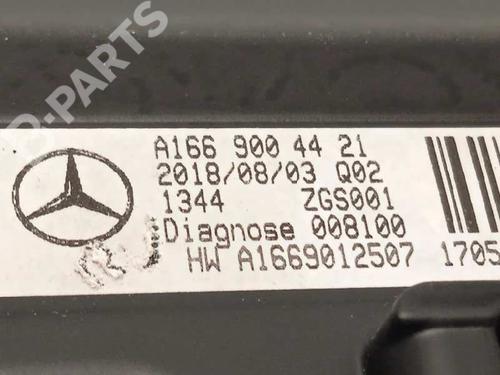 B-PARTS
A166 900 44 21
2018/08/03 Q02
1344 ZGS001
Diagnose 008100
HW A1669012507 1705